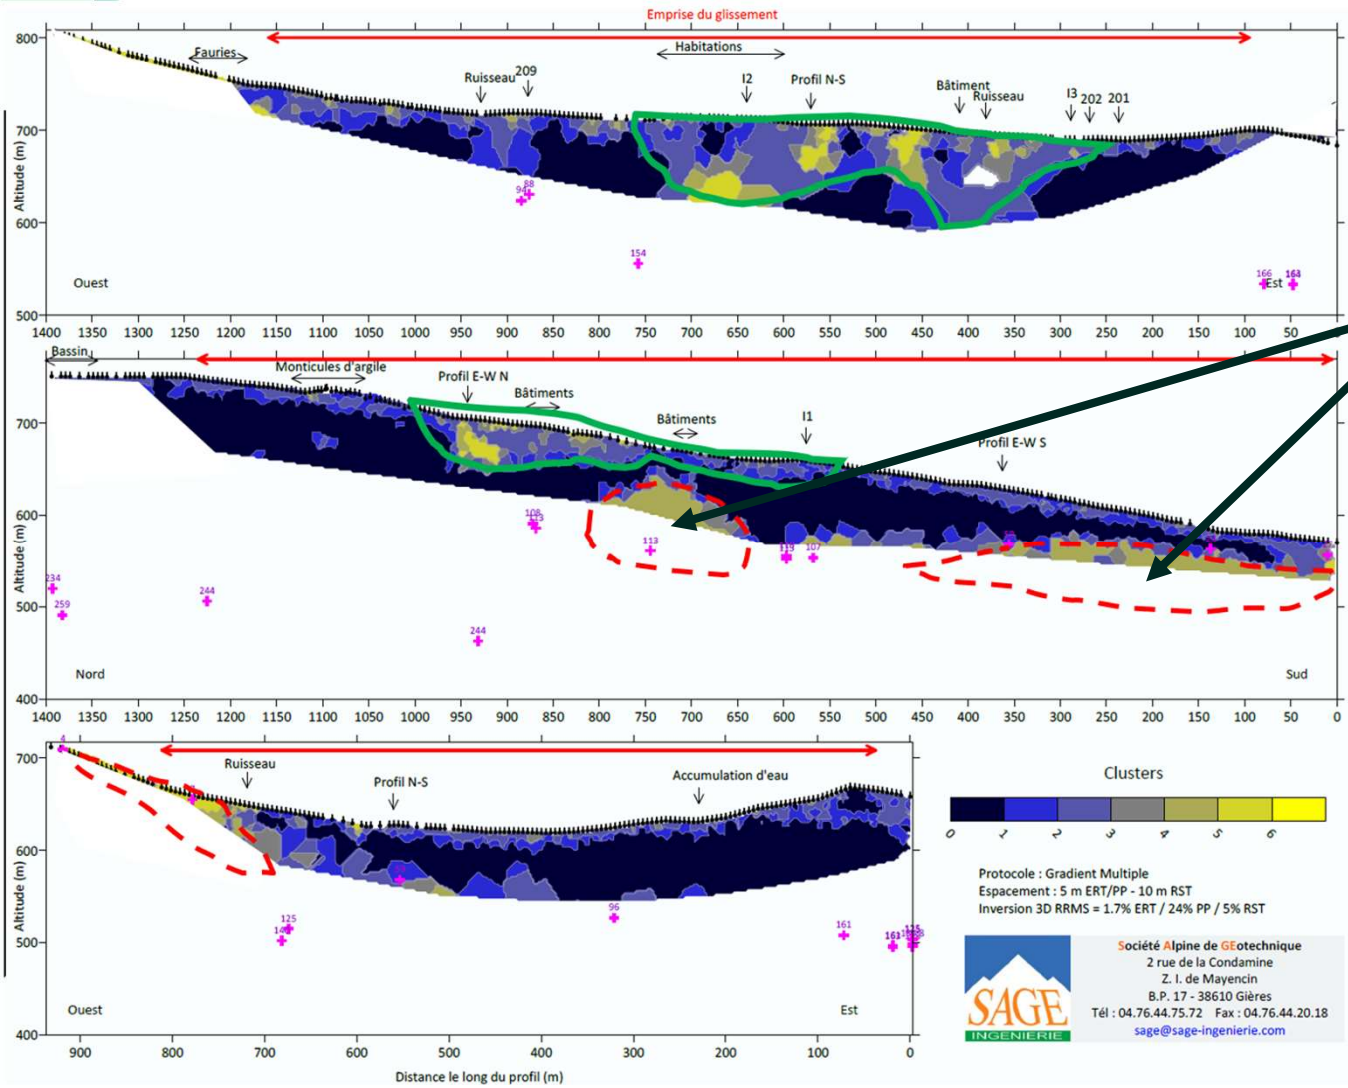 Emprise du glissement
800
700
600
500
Altitude (m)
Fauries
Ruisseau
209
Habitations
I2
Profil N-S
Bâtiment
Ruisseau
I3
202
201
88
154
166
Ouest
Est
1400 1350 1300 1250 1200 1150 1100 1050 1000 950 900 850 800 750 700 650 600 550 500 450 400 350 300 250 200 150 100 50 0
Bassin
Monticules d'argile
Profil E-W N
Bâtiments
Bâtiments
I1
Profil E-W S
700
600
500
400
Altitude (m)
108
113
113
107
234
259
244
244
Nord
Sud
1400 1350 1300 1250 1200 1150 1100 1050 1000 950 900 850 800 750 700 650 600 550 500 450 400 350 300 250 200 150 100 50 0
4
Ruisseau
Profil N-S
Accumulation d'eau
700
600
500
400
Altitude (m)
125
96
161
Ouest
Est
900 800 700 600 500 400 300 200 100 0
Distance le long du profil (m)
Clusters
0 1 2 3 4 5 6
Protocole : Gradient Multiple
Espacement : 5 m ERT/PP - 10 m RST
Inversion 3D RRMS = 1.7% ERT / 24% PP / 5% RST
SAGE
INGENIERIE
Société Alpine de GEotechnique
2 rue de la Condamine
Z. I. de Mayencin
B.P. 17 - 38610 Gières
Tél : 04.76.44.75.72 Fax : 04.76.44.20.18
sage@sage-ingenierie.com